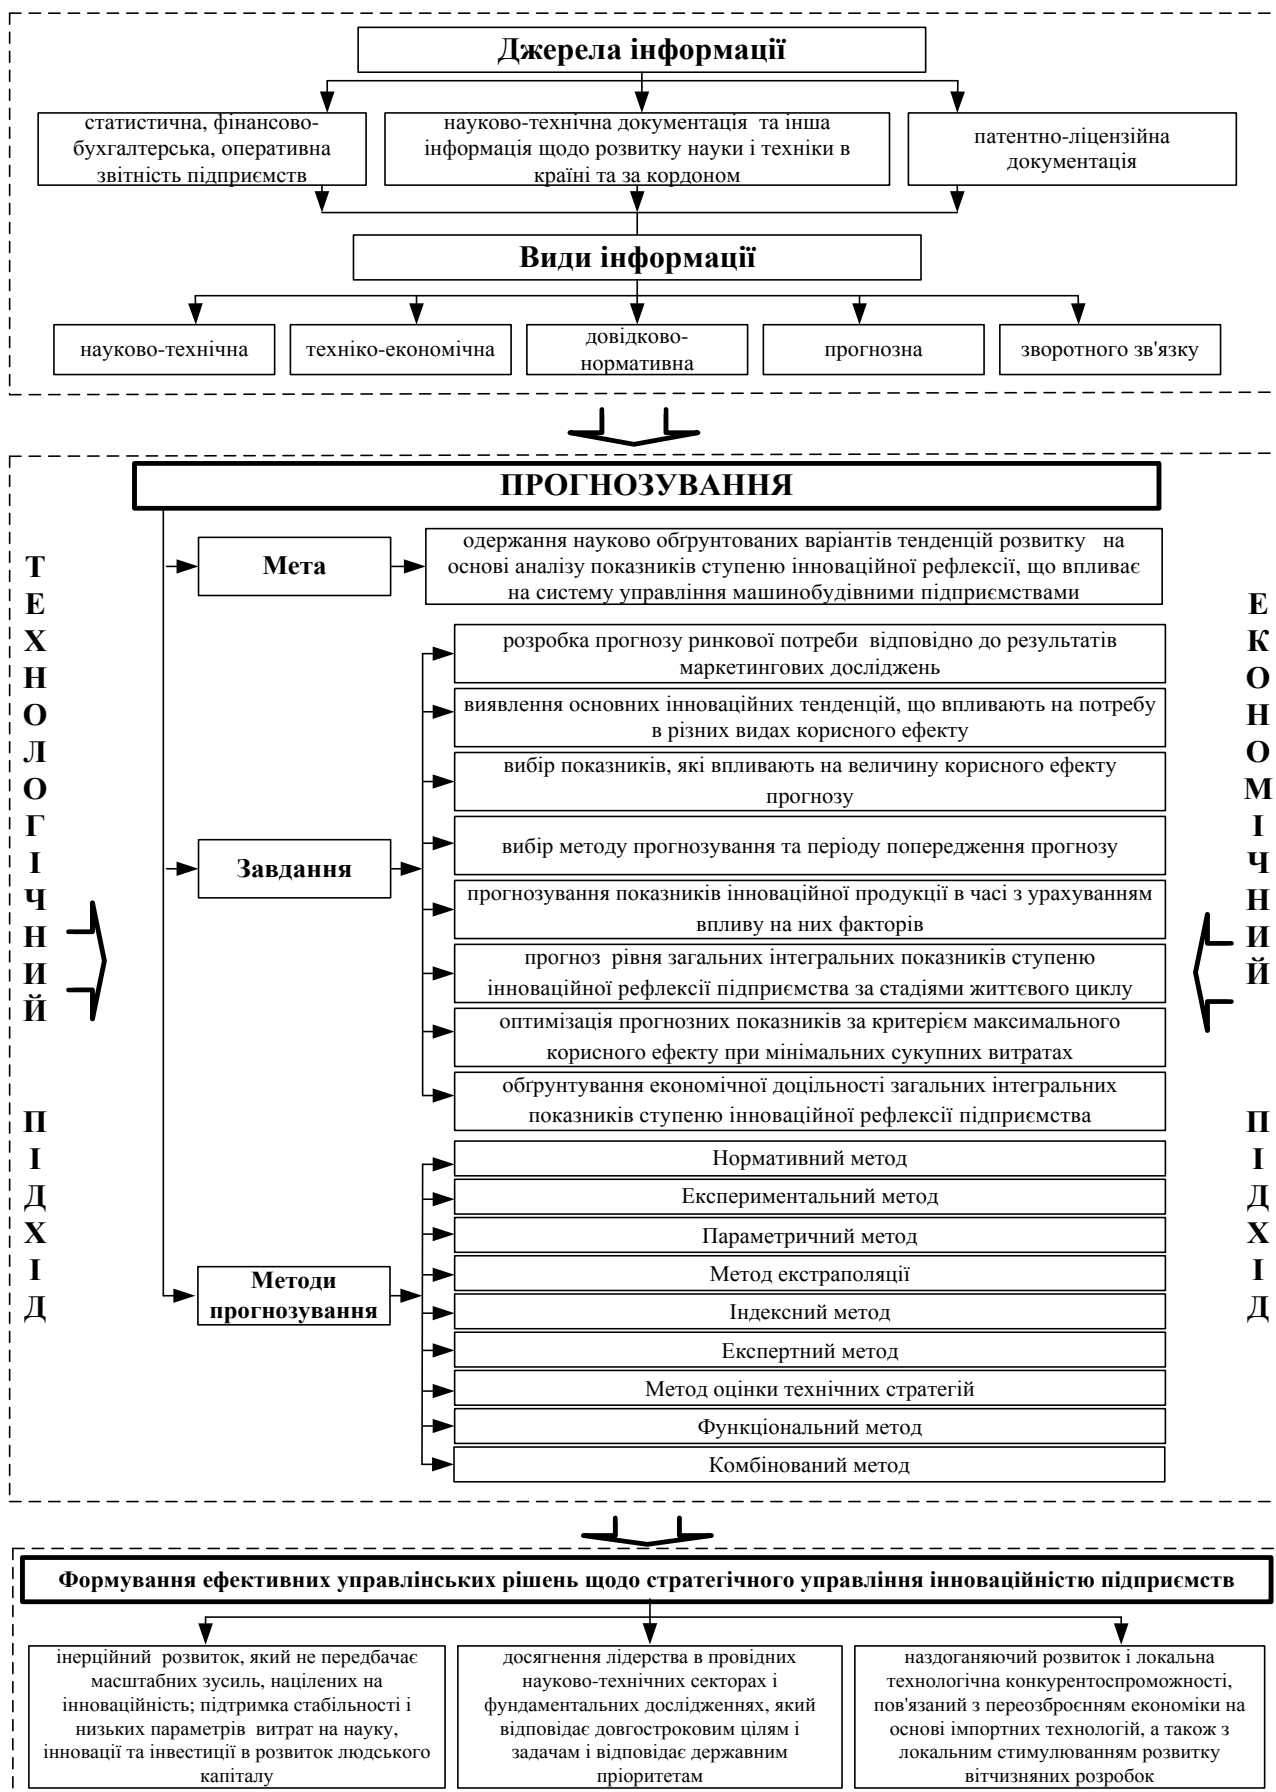 Джерела інформації
статистична, фінансово-
бухгалтерська, оперативна
звітність підприємств
науково-технічна документація та інша
інформація щодо розвитку науки і техніки в
країні та за кордоном
патентно-ліцензійна
документація
Види інформації
науково-технічна
техніко-економічна
довідково-
нормативна
прогнозна
зворотного зв'язку
ПРОГНОЗУВАННЯ
ТЕХНОЛОГІЧНИЙ ПІДХІД
Мета
одержання науково обґрунтованих варіантів тенденцій розвитку на
основі аналізу показників ступеню інноваційної рефлексії, що впливає
на систему управління машинобудівними підприємствами
Завдання
розробка прогнозу ринкової потреби відповідно до результатів
маркетингових досліджень
виявлення основних інноваційних тенденцій, що впливають на потребу
в різних видах корисного ефекту
вибір показників, які впливають на величину корисного ефекту
прогнозу
вибір методу прогнозування та періоду попередження прогнозу
прогнозування показників інноваційної продукції в часі з урахуванням
впливу на них факторів
прогноз рівня загальних інтегральних показників ступеню
інноваційної рефлексії підприємства за стадіями життєвого циклу
оптимізація прогнозних показників за критерієм максимального
корисного ефекту при мінімальних сукупних витратах
обґрунтування економічної доцільності загальних інтегральних
показників ступеню інноваційної рефлексії підприємства
Методи
прогнозування
Нормативний метод
Експериментальний метод
Параметричний метод
Метод екстраполяції
Індексний метод
Експертний метод
Метод оцінки технічних стратегій
Функціональний метод
Комбінований метод
ЕКОНОМІЧНИЙ ПІДХІД
Формування ефективних управлінських рішень щодо стратегічного управління інноваційністю підприємств
інерційний розвиток, який не передбачає
масштабних зусиль, націлених на
інноваційність; підтримка стабільності і
низьких параметрів витрат на науку,
інновації та інвестиції в розвиток людського
капіталу
досягнення лідерства в провідних
науково-технічних секторах і
фундаментальних дослідженнях, який
відповідає довгостроковим цілям і
задачам і відповідає державним
пріоритетам
наздоганяючий розвиток і локальна
технологічна конкурентоспроможності,
пов'язаний з переозброєнням економіки на
основі імпортних технологій, а також з
локальним стимулюванням розвитку
вітчизняних розробок